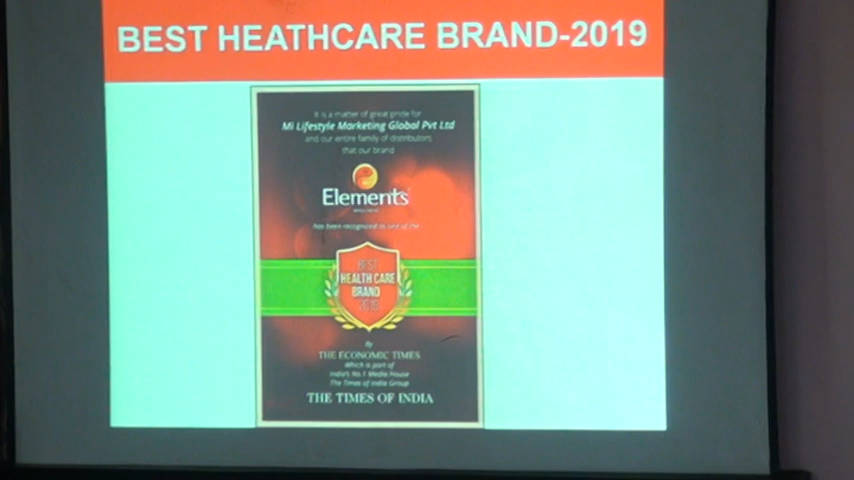 BEST HEATHCARE BRAND-2019
It is a matter of great pride for
Mi Lifestyle Marketing Global Pvt Ltd
and our entire family of distributors
that our brand
Elements
has been recognized as one of the
BEST
HEALTH CARE
BRAND
2019
By
THE ECONOMIC TIMES
Which is part of
India's No.1 Media House
The Times of India Group
THE TIMES OF INDIA